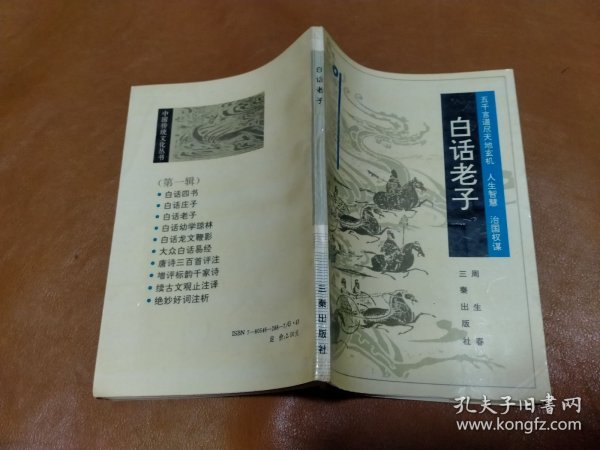 中国传统文化丛书
(第一辑)
• 白话四书
• 白话庄子
• 白话老子
• 白话幼学琼林
• 白话龙文鞭影
• 大众白话易经
• 唐诗三百首评注
• 增评标韵千家诗
• 续古文观止注译
• 绝妙好词注析
白话老子
三秦出版社
五千言道尽天地玄机 人生智慧 治国权谋
白话老子
周生春
三秦出版社
孔夫子旧书网
www.kongfz.com